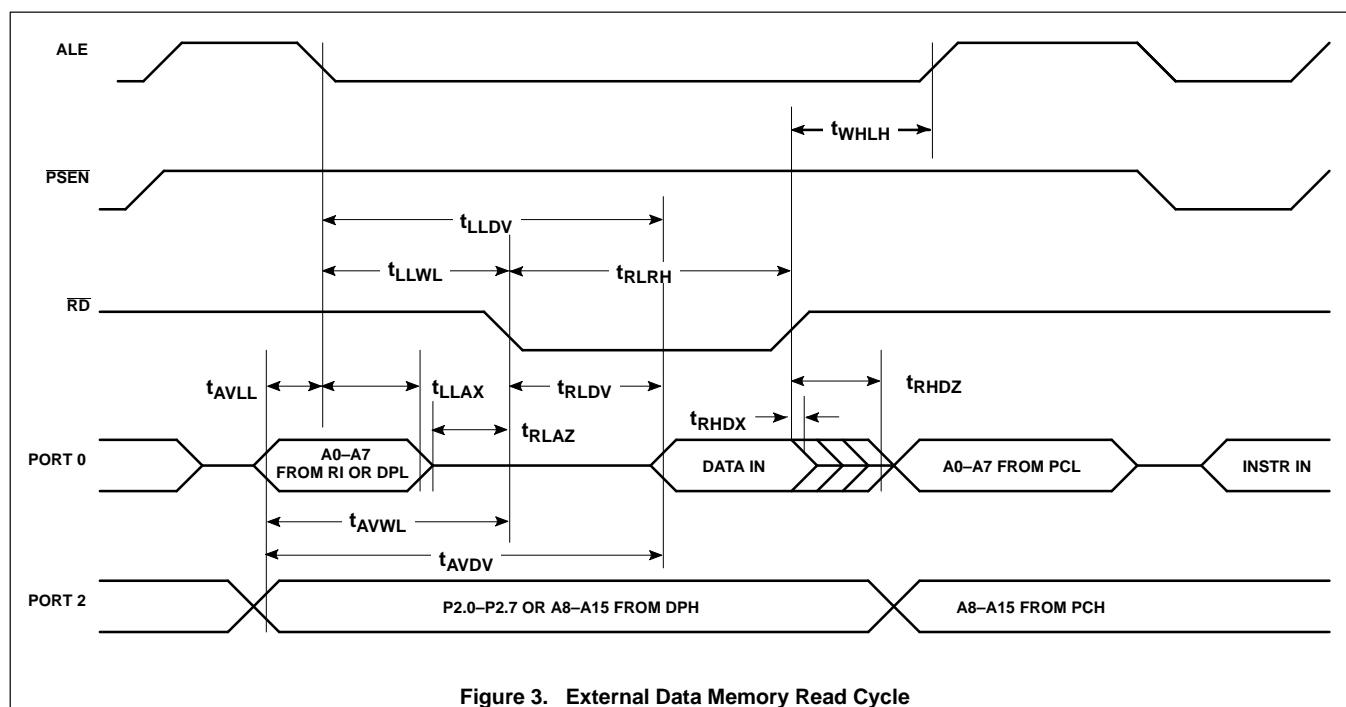 ALE
tWHLH
PSEN
tLLDV
tLLWL
tRLRH
RD
tAVLL
tLLAX
tRLDV
tRHDZ
tRHDX
tRLAZ
PORT 0
A0–A7
FROM RI OR DPL
DATA IN
A0–A7 FROM PCL
INSTR IN
tAVWL
tAVDV
PORT 2
P2.0–P2.7 OR A8–A15 FROM DPH
A8–A15 FROM PCH
Figure 3. External Data Memory Read Cycle